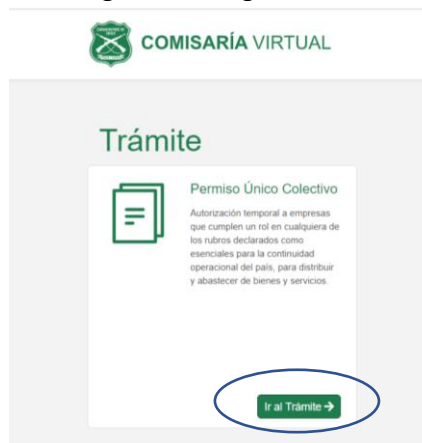 COMISARÍA VIRTUAL
Trámite
Permiso Único Colectivo
Autorización temporal a empresas
que cumplen un rol en cualquiera de
los rubros declarados como
esenciales para la continuidad
operacional del país, para distribuir
y abastecer de bienes y servicios
Ir al Trámite →